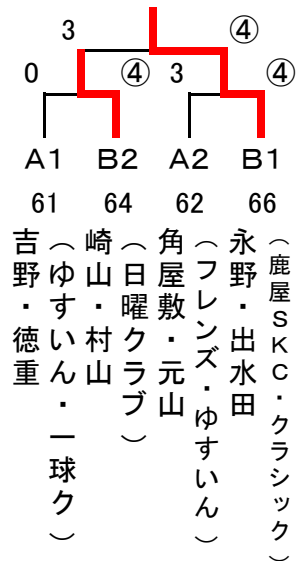 3 ④
0 ④ 3 ④
A1 B2 A2 B1
61 64 62 66
吉野・徳重
（ゆすいん・一球ク）
崎山・村山
（日曜クラブ）
角屋敷・元山
（フレンズ・ゆすいん）
永野・出水田
（鹿屋SKC・クラシック）